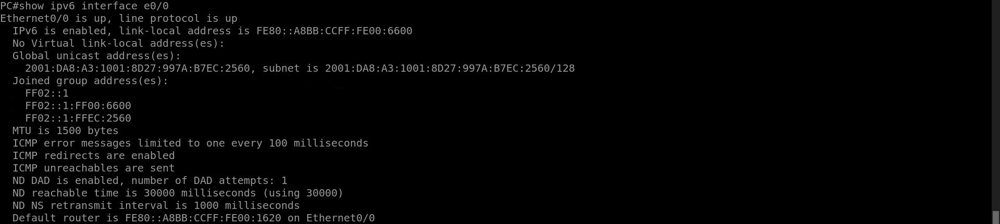 PC#show ipv6 interface e0/0
Ethernet0/0 is up, line protocol is up
  IPv6 is enabled, link-local address is FE80::A8BB:CCFF:FE00:6600
  No Virtual link-local address(es):
  Global unicast address(es):
    2001:DA8:A3:1001:8D27:997A:B7EC:2560, subnet is 2001:DA8:A3:1001:8D27:997A:B7EC:2560/128
  Joined group address(es):
    FF02::1
    FF02::1:FF00:6600
    FF02::1:FFEC:2560
  MTU is 1500 bytes
  ICMP error messages limited to one every 100 milliseconds
  ICMP redirects are enabled
  ICMP unreachables are sent
  ND DAD is enabled, number of DAD attempts: 1
  ND reachable time is 30000 milliseconds (using 30000)
  ND NS retransmit interval is 1000 milliseconds
  Default router is FE80::A8BB:CCFF:FE00:1620 on Ethernet0/0